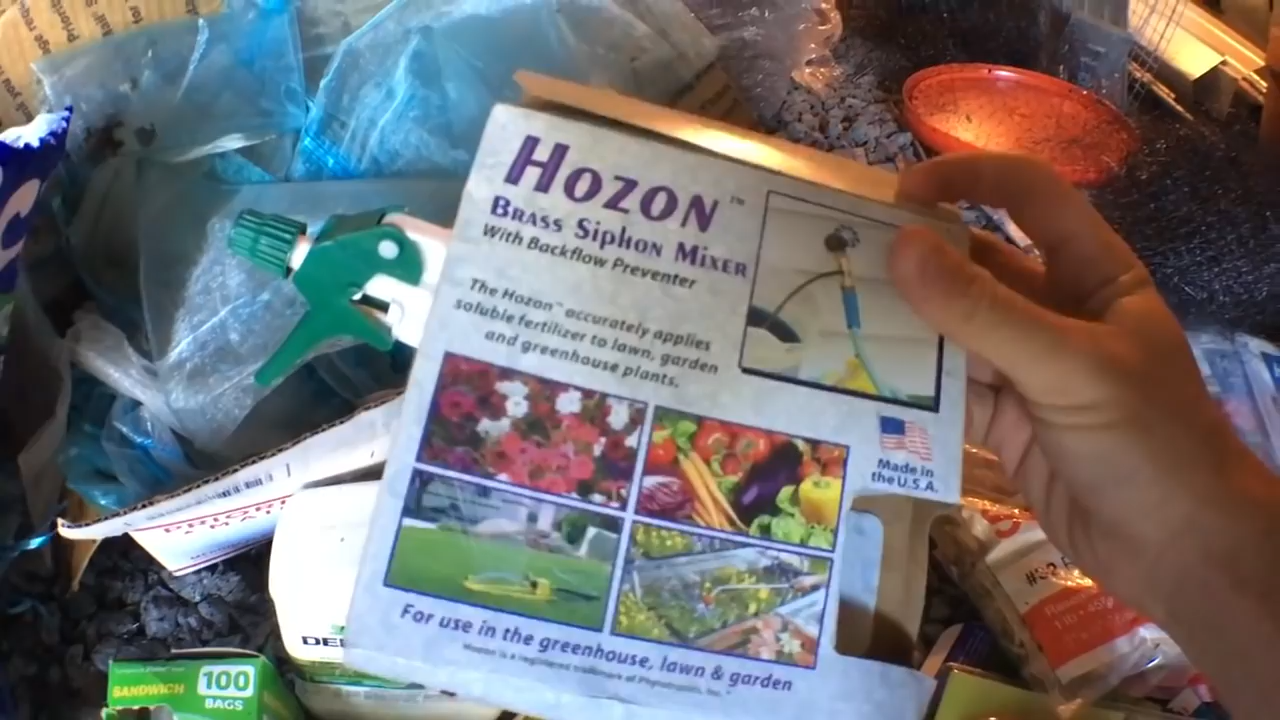 HOZON™
BRASS SIPHON MIXER
With Backflow Preventer
The Hozon™ accurately applies
soluble fertilizer to lawn, garden
and greenhouse plants.
Made in
the U.S.A.
For use in the greenhouse, lawn & garden
Hozon is a registered trademark of Phytotronics, Inc.
PRIORI
SANDWICH
100
BAGS